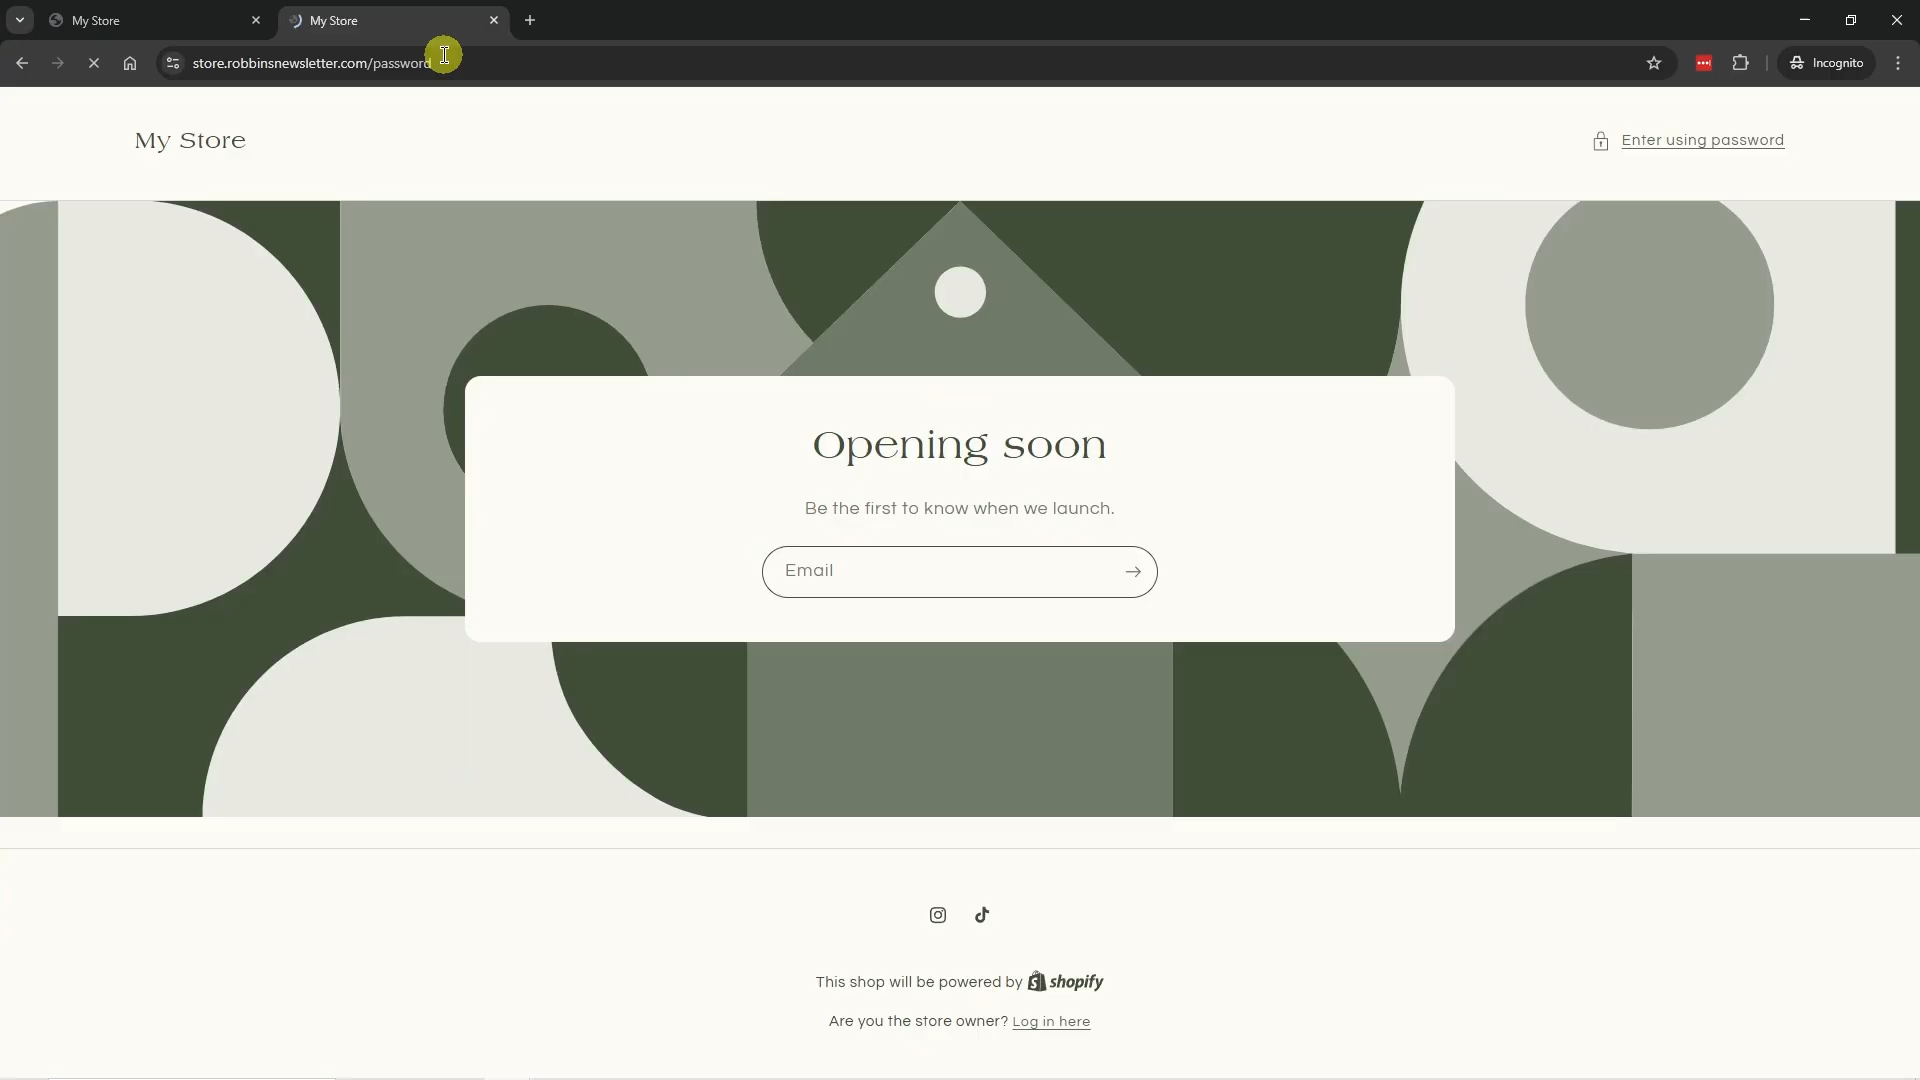 My Store
My Store
store.robbinsnewsletter.com/password
Incognito
My Store
Enter using password
Opening soon
Be the first to know when we launch.
Email
This shop will be powered by shopify
Are you the store owner? Log in here